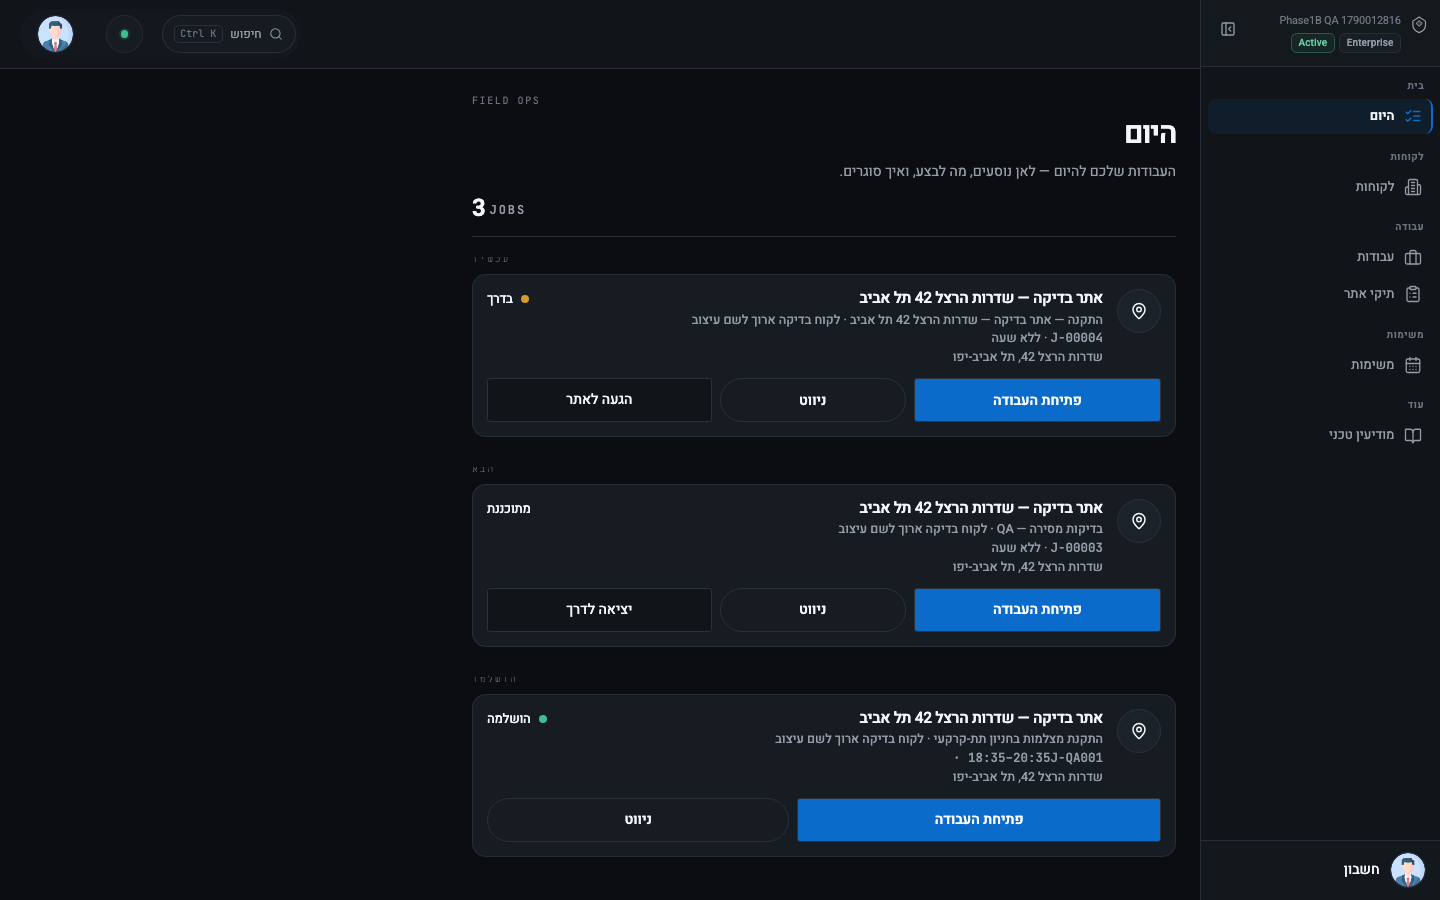 Phase1B QA 1790012816
Enterprise
Active
חיפוש
Ctrl K
בית
היום
לקוחות
לקוחות
עבודה
עבודות
תיקי אתר
משימות
משימות
עוד
מודיעין טכני
חשבון
FIELD OPS
היום
העבודות שלכם להיום — לאן נוסעים, מה לבצע, ואיך סוגרים.
3 JOBS
עכשיו
אתר בדיקה — שדרות הרצל 42 תל אביב
בדרך
התקנה — אתר בדיקה — שדרות הרצל 42 תל אביב · לקוח בדיקה ארוך לשם עיצוב
J-00004 · ללא שעה
שדרות הרצל 42, תל אביב-יפו
פתיחת העבודה
ניווט
הגעה לאתר
הבא
אתר בדיקה — שדרות הרצל 42 תל אביב
מתוכננת
בדיקות מסירה — QA · לקוח בדיקה ארוך לשם עיצוב
J-00003 · ללא שעה
שדרות הרצל 42, תל אביב-יפו
פתיחת העבודה
ניווט
יציאה לדרך
הושלמו
אתר בדיקה — שדרות הרצל 42 תל אביב
הושלמה
התקנת מצלמות בחניון תת-קרקעי · לקוח בדיקה ארוך לשם עיצוב
· 18:35–20:35J-QA001
שדרות הרצל 42, תל אביב-יפו
פתיחת העבודה
ניווט